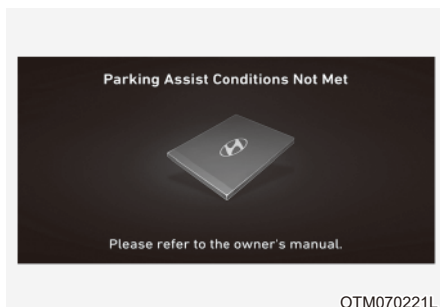 Parking Assist Conditions Not Met
Please refer to the owner's manual.
OTM070221L